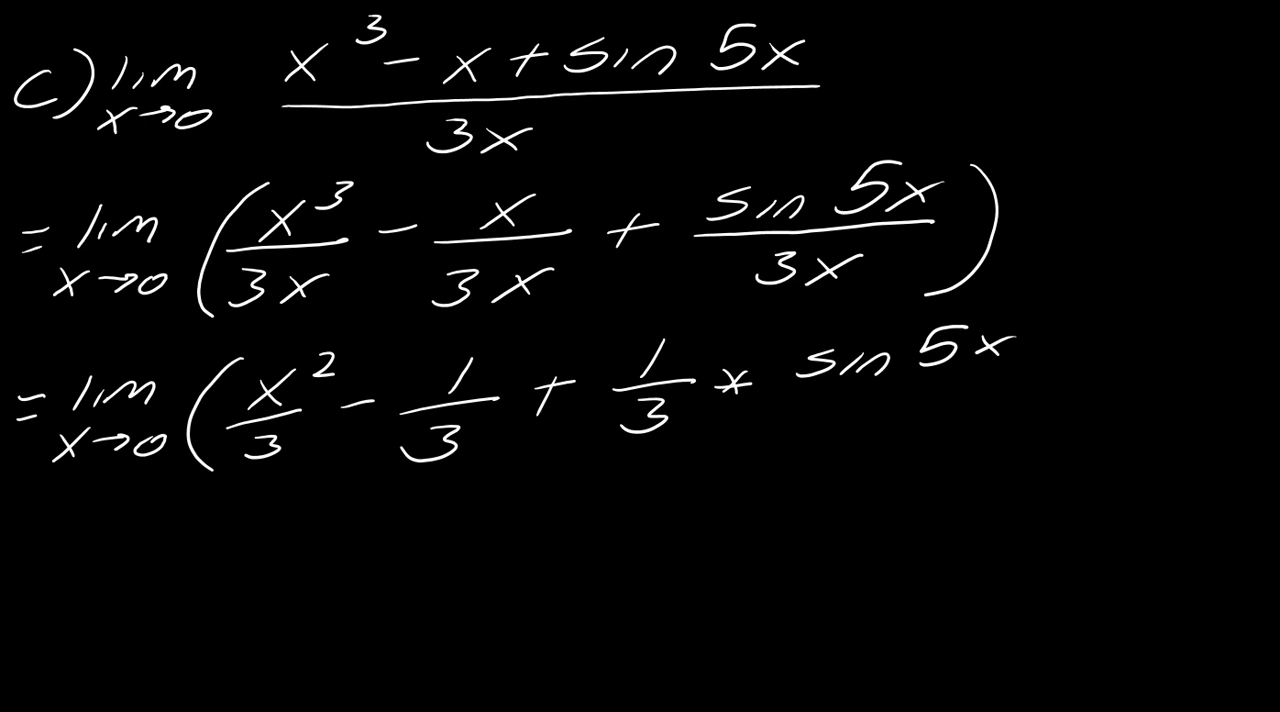 c) lim x→0 (x^3 - x + sin 5x)/(3x)
= lim x→0 (x^3/3x - x/3x + sin 5x/3x)
= lim x→0 (x^2/3 - 1/3 + 1/3 * sin 5x